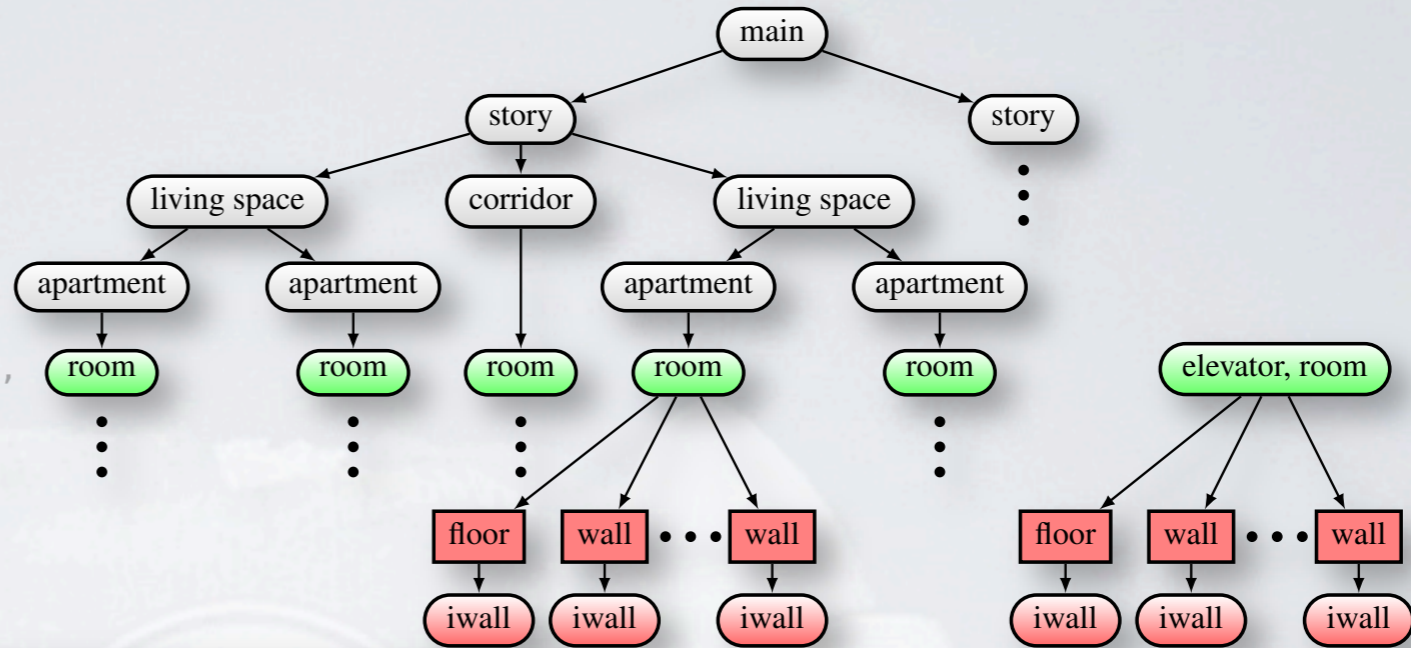 main
story
story
living space
corridor
living space
apartment
apartment
apartment
apartment
room
room
room
room
room
elevator, room
,
floor
wall
wall
floor
wall
wall
iwall
iwall
iwall
iwall
iwall
iwall